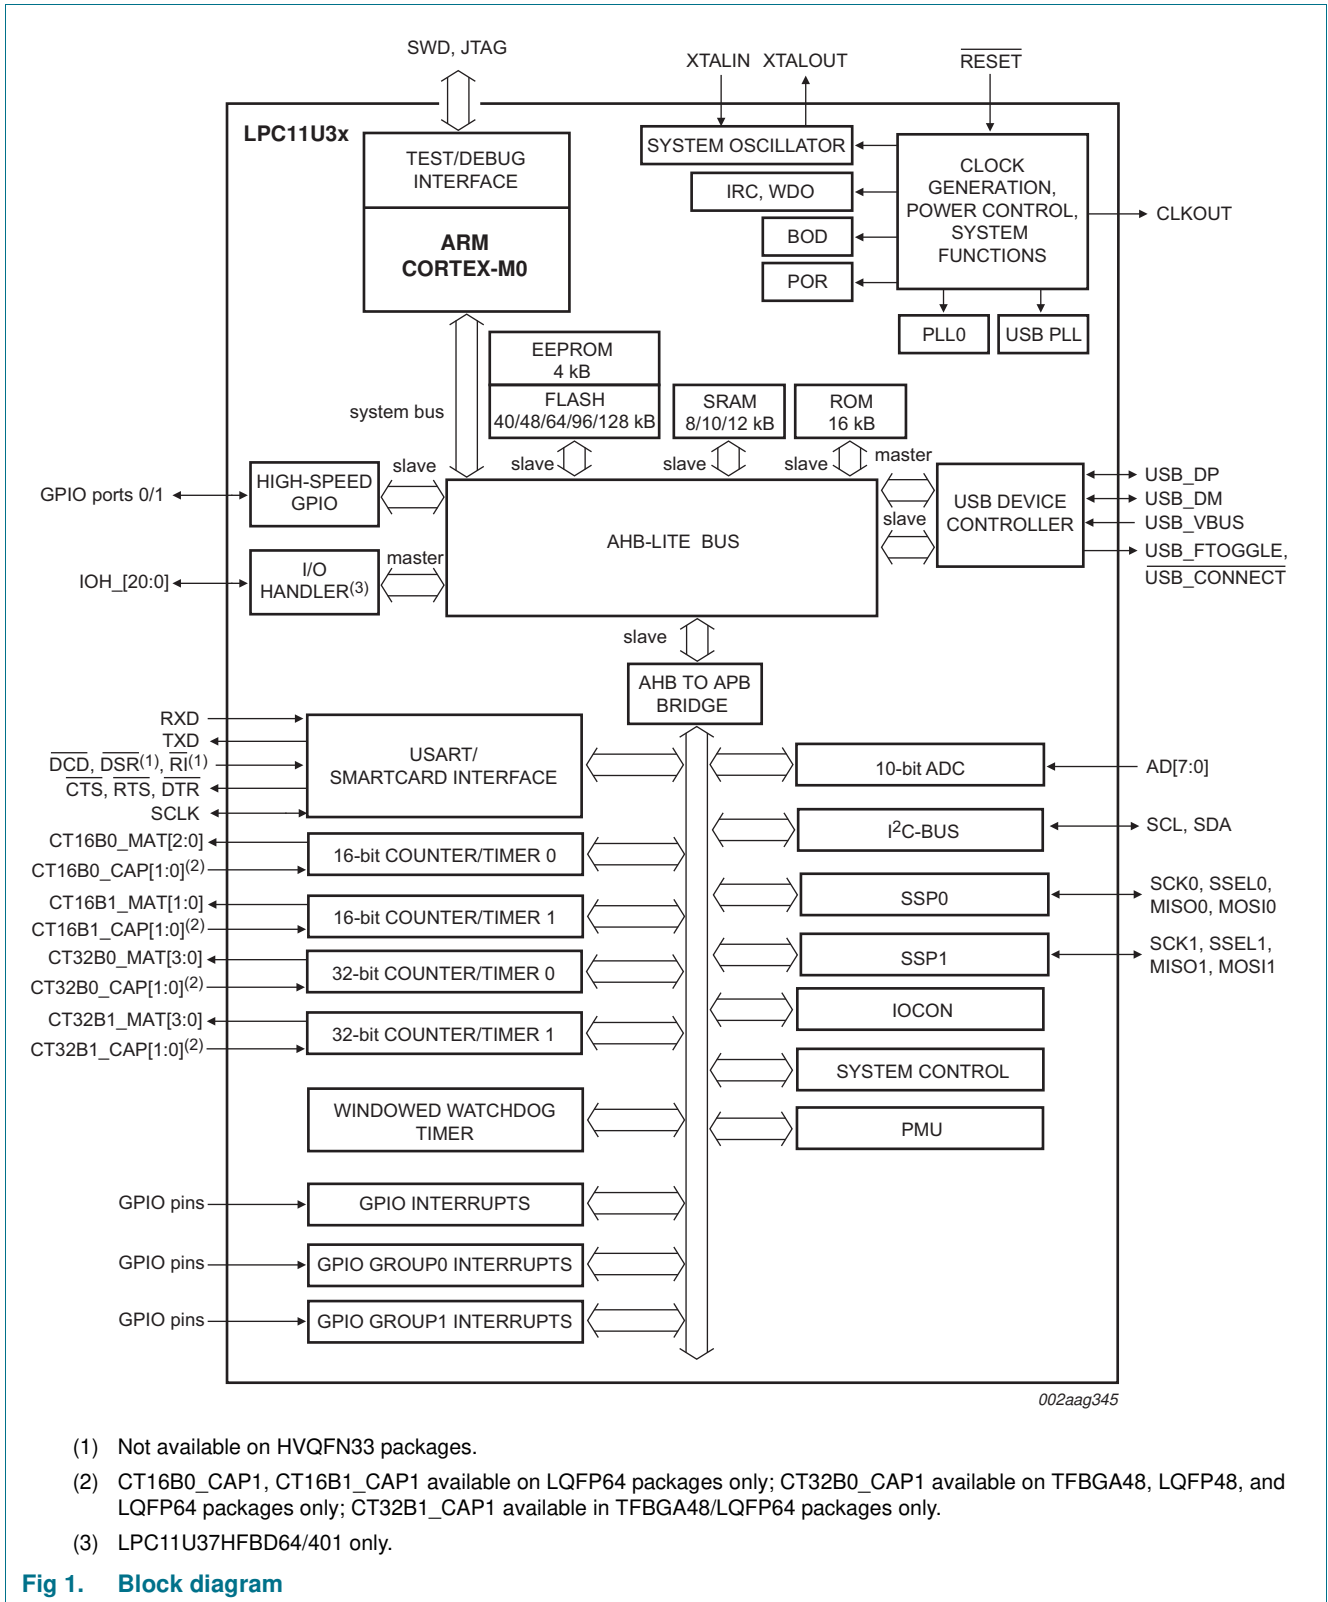 SWD, JTAG
XTALIN XTALOUT
RESET
LPC11U3x
TEST/DEBUG
INTERFACE
ARM
CORTEX-M0
SYSTEM OSCILLATOR
IRC, WDO
BOD
POR
CLOCK
GENERATION,
POWER CONTROL,
SYSTEM
FUNCTIONS
CLKOUT
PLL0
USB PLL
EEPROM
4 kB
FLASH
40/48/64/96/128 kB
SRAM
8/10/12 kB
ROM
16 kB
system bus
slave
slave
slave
slave
master
GPIO ports 0/1
HIGH-SPEED
GPIO
USB DEVICE
CONTROLLER
USB_DP
USB_DM
USB_VBUS
USB_FTOGGLE,
USB_CONNECT
slave
AHB-LITE BUS
IOH_[20:0]
I/O
HANDLER(3)
master
slave
AHB TO APB
BRIDGE
RXD
TXD
DCD, DSR(1), RI(1)
CTS, RTS, DTR
SCLK
USART/
SMARTCARD INTERFACE
10-bit ADC
AD[7:0]
CT16B0_MAT[2:0]
CT16B0_CAP[1:0](2)
16-bit COUNTER/TIMER 0
I2C-BUS
SCL, SDA
CT16B1_MAT[1:0]
CT16B1_CAP[1:0](2)
16-bit COUNTER/TIMER 1
SSP0
SCK0, SSEL0,
MISO0, MOSI0
CT32B0_MAT[3:0]
CT32B0_CAP[1:0](2)
32-bit COUNTER/TIMER 0
SSP1
SCK1, SSEL1,
MISO1, MOSI1
CT32B1_MAT[3:0]
CT32B1_CAP[1:0](2)
32-bit COUNTER/TIMER 1
IOCON
SYSTEM CONTROL
WINDOWED WATCHDOG
TIMER
PMU
GPIO pins
GPIO INTERRUPTS
GPIO pins
GPIO GROUP0 INTERRUPTS
GPIO pins
GPIO GROUP1 INTERRUPTS
002aag345
(1) Not available on HVQFN33 packages.
(2) CT16B0_CAP1, CT16B1_CAP1 available on LQFP64 packages only; CT32B0_CAP1 available on TFBGA48, LQFP48, and
LQFP64 packages only; CT32B1_CAP1 available in TFBGA48/LQFP64 packages only.
(3) LPC11U37HFBD64/401 only.
Fig 1. Block diagram